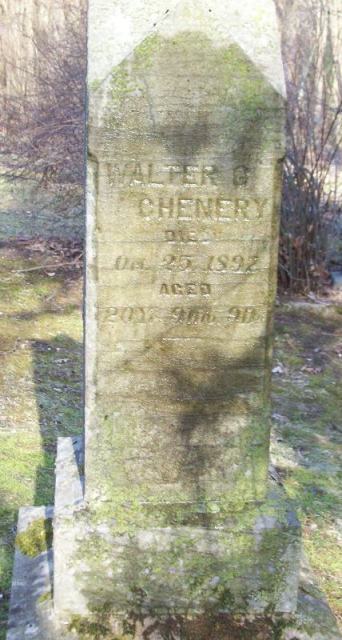 WALTER G
CHENERY
DIED
Oct. 25, 1892
AGED
20Y. 9M. 9D.